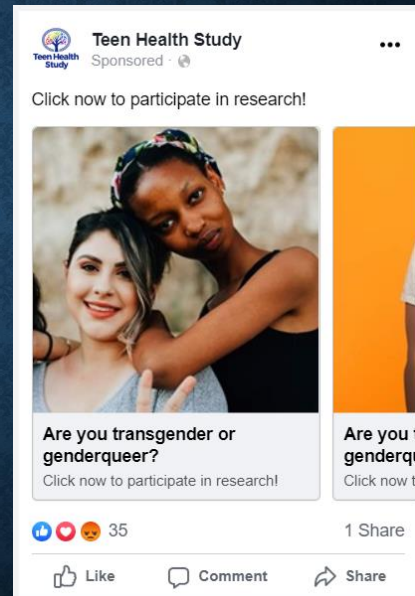 Teen Health
Study
Teen Health Study
Sponsored ·
Click now to participate in research!
Are you transgender or
genderqueer?
Click now to participate in research!
Are you
genderqu
Click now t
35
1 Share
Like
Comment
Share